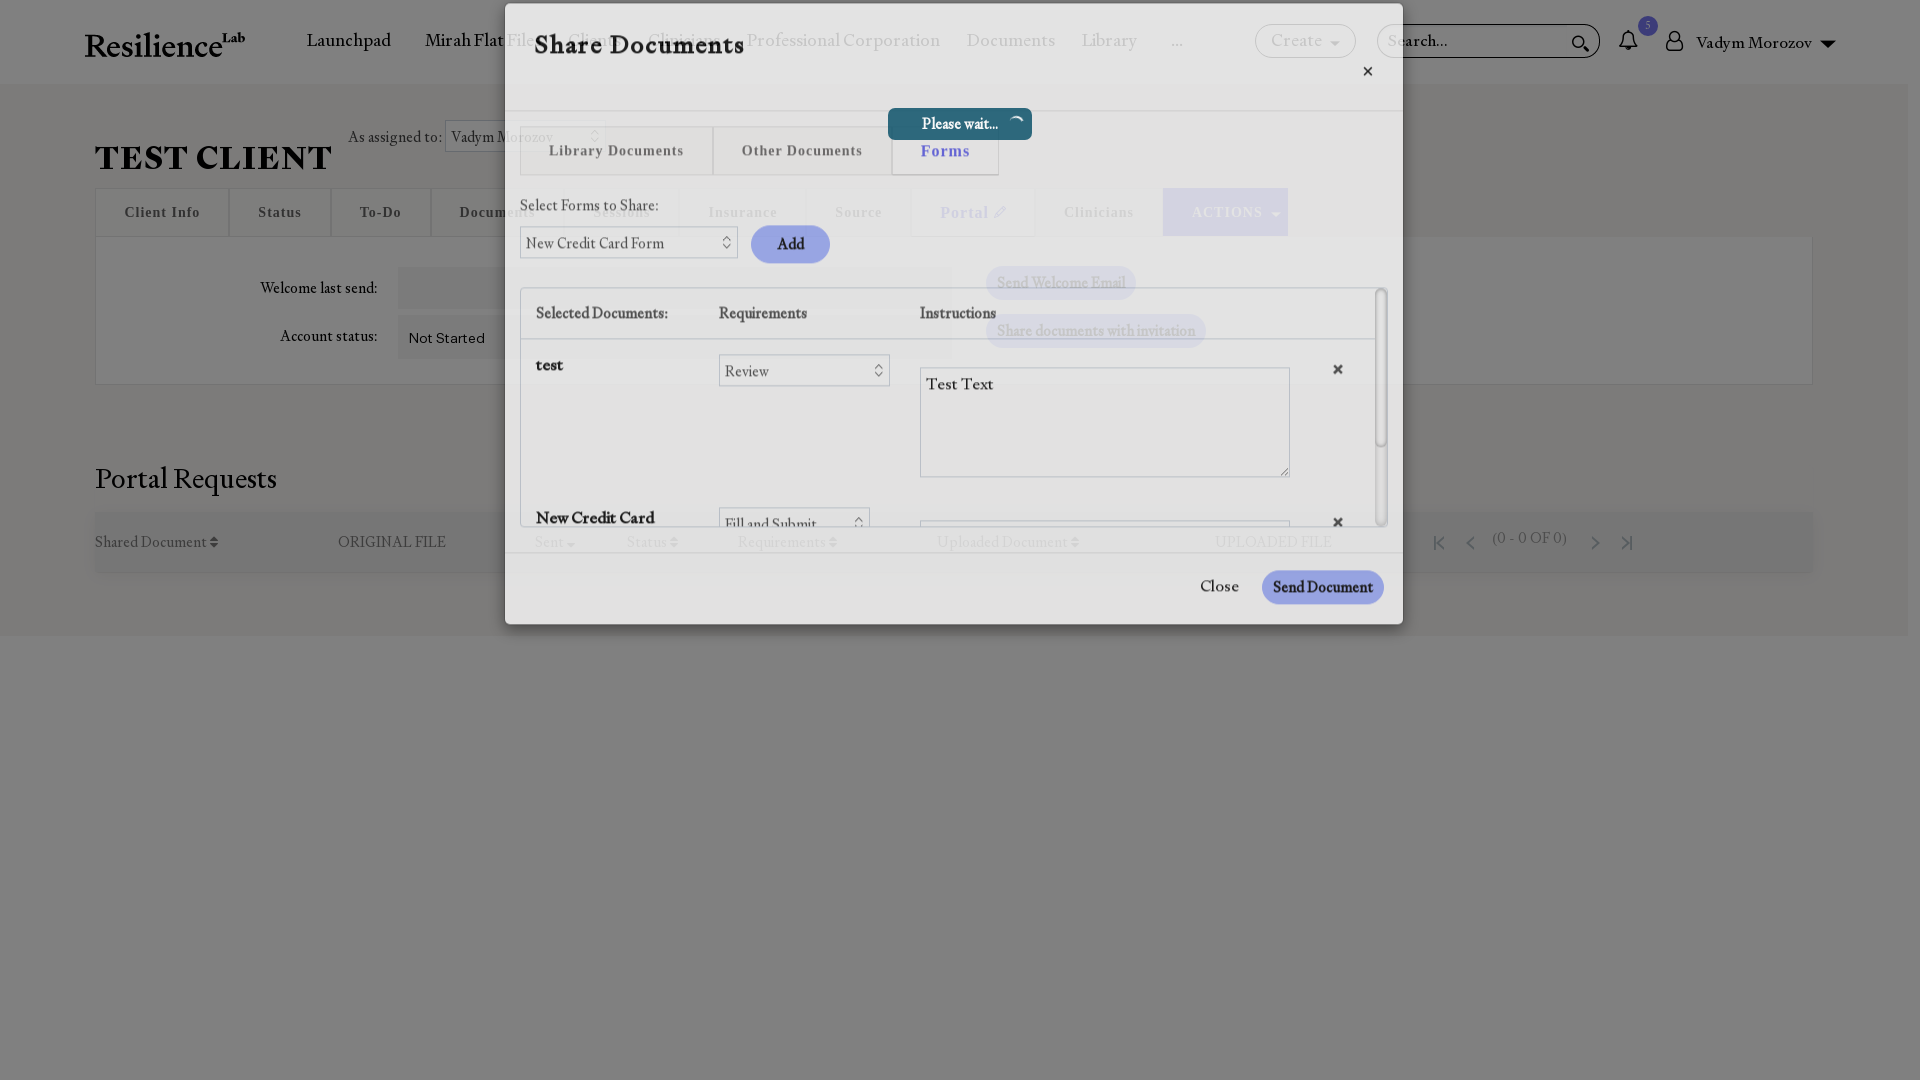 ResilienceLab
Launchpad
Mirah Flat Files
Clients
Clinicians
Professional Corporation
Documents
Library
...
Create
Search...
5
Vadym Morozov
Share Documents
×
Please wait...
As assigned to:
Vadym Morozov
TEST CLIENT
Library Documents
Other Documents
Forms
Client Info
Status
To-Do
Documents
Sessions
Insurance
Source
Portal
Clinicians
ACTIONS
Select Forms to Share:
New Credit Card Form
Add
Welcome last send:
Send Welcome Email
Account status:
Not Started
Share documents with invitation
Selected Documents:
Requirements
Instructions
test
Review
Test Text
×
New Credit Card
Fill and Submit
×
Portal Requests
Shared Document
ORIGINAL FILE
Sent
Status
Requirements
Uploaded Document
UPLOADED FILE
(0 - 0 OF 0)
Close
Send Document